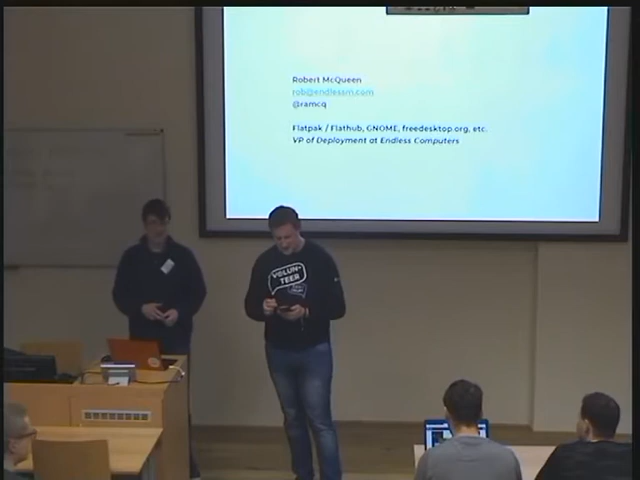 Robert McQueen
rob@endlessm.com
@ramcq
Flatpak / Flathub, GNOME, freedesktop.org, etc.
VP of Deployment at Endless Computers
VOLUN-
TEER